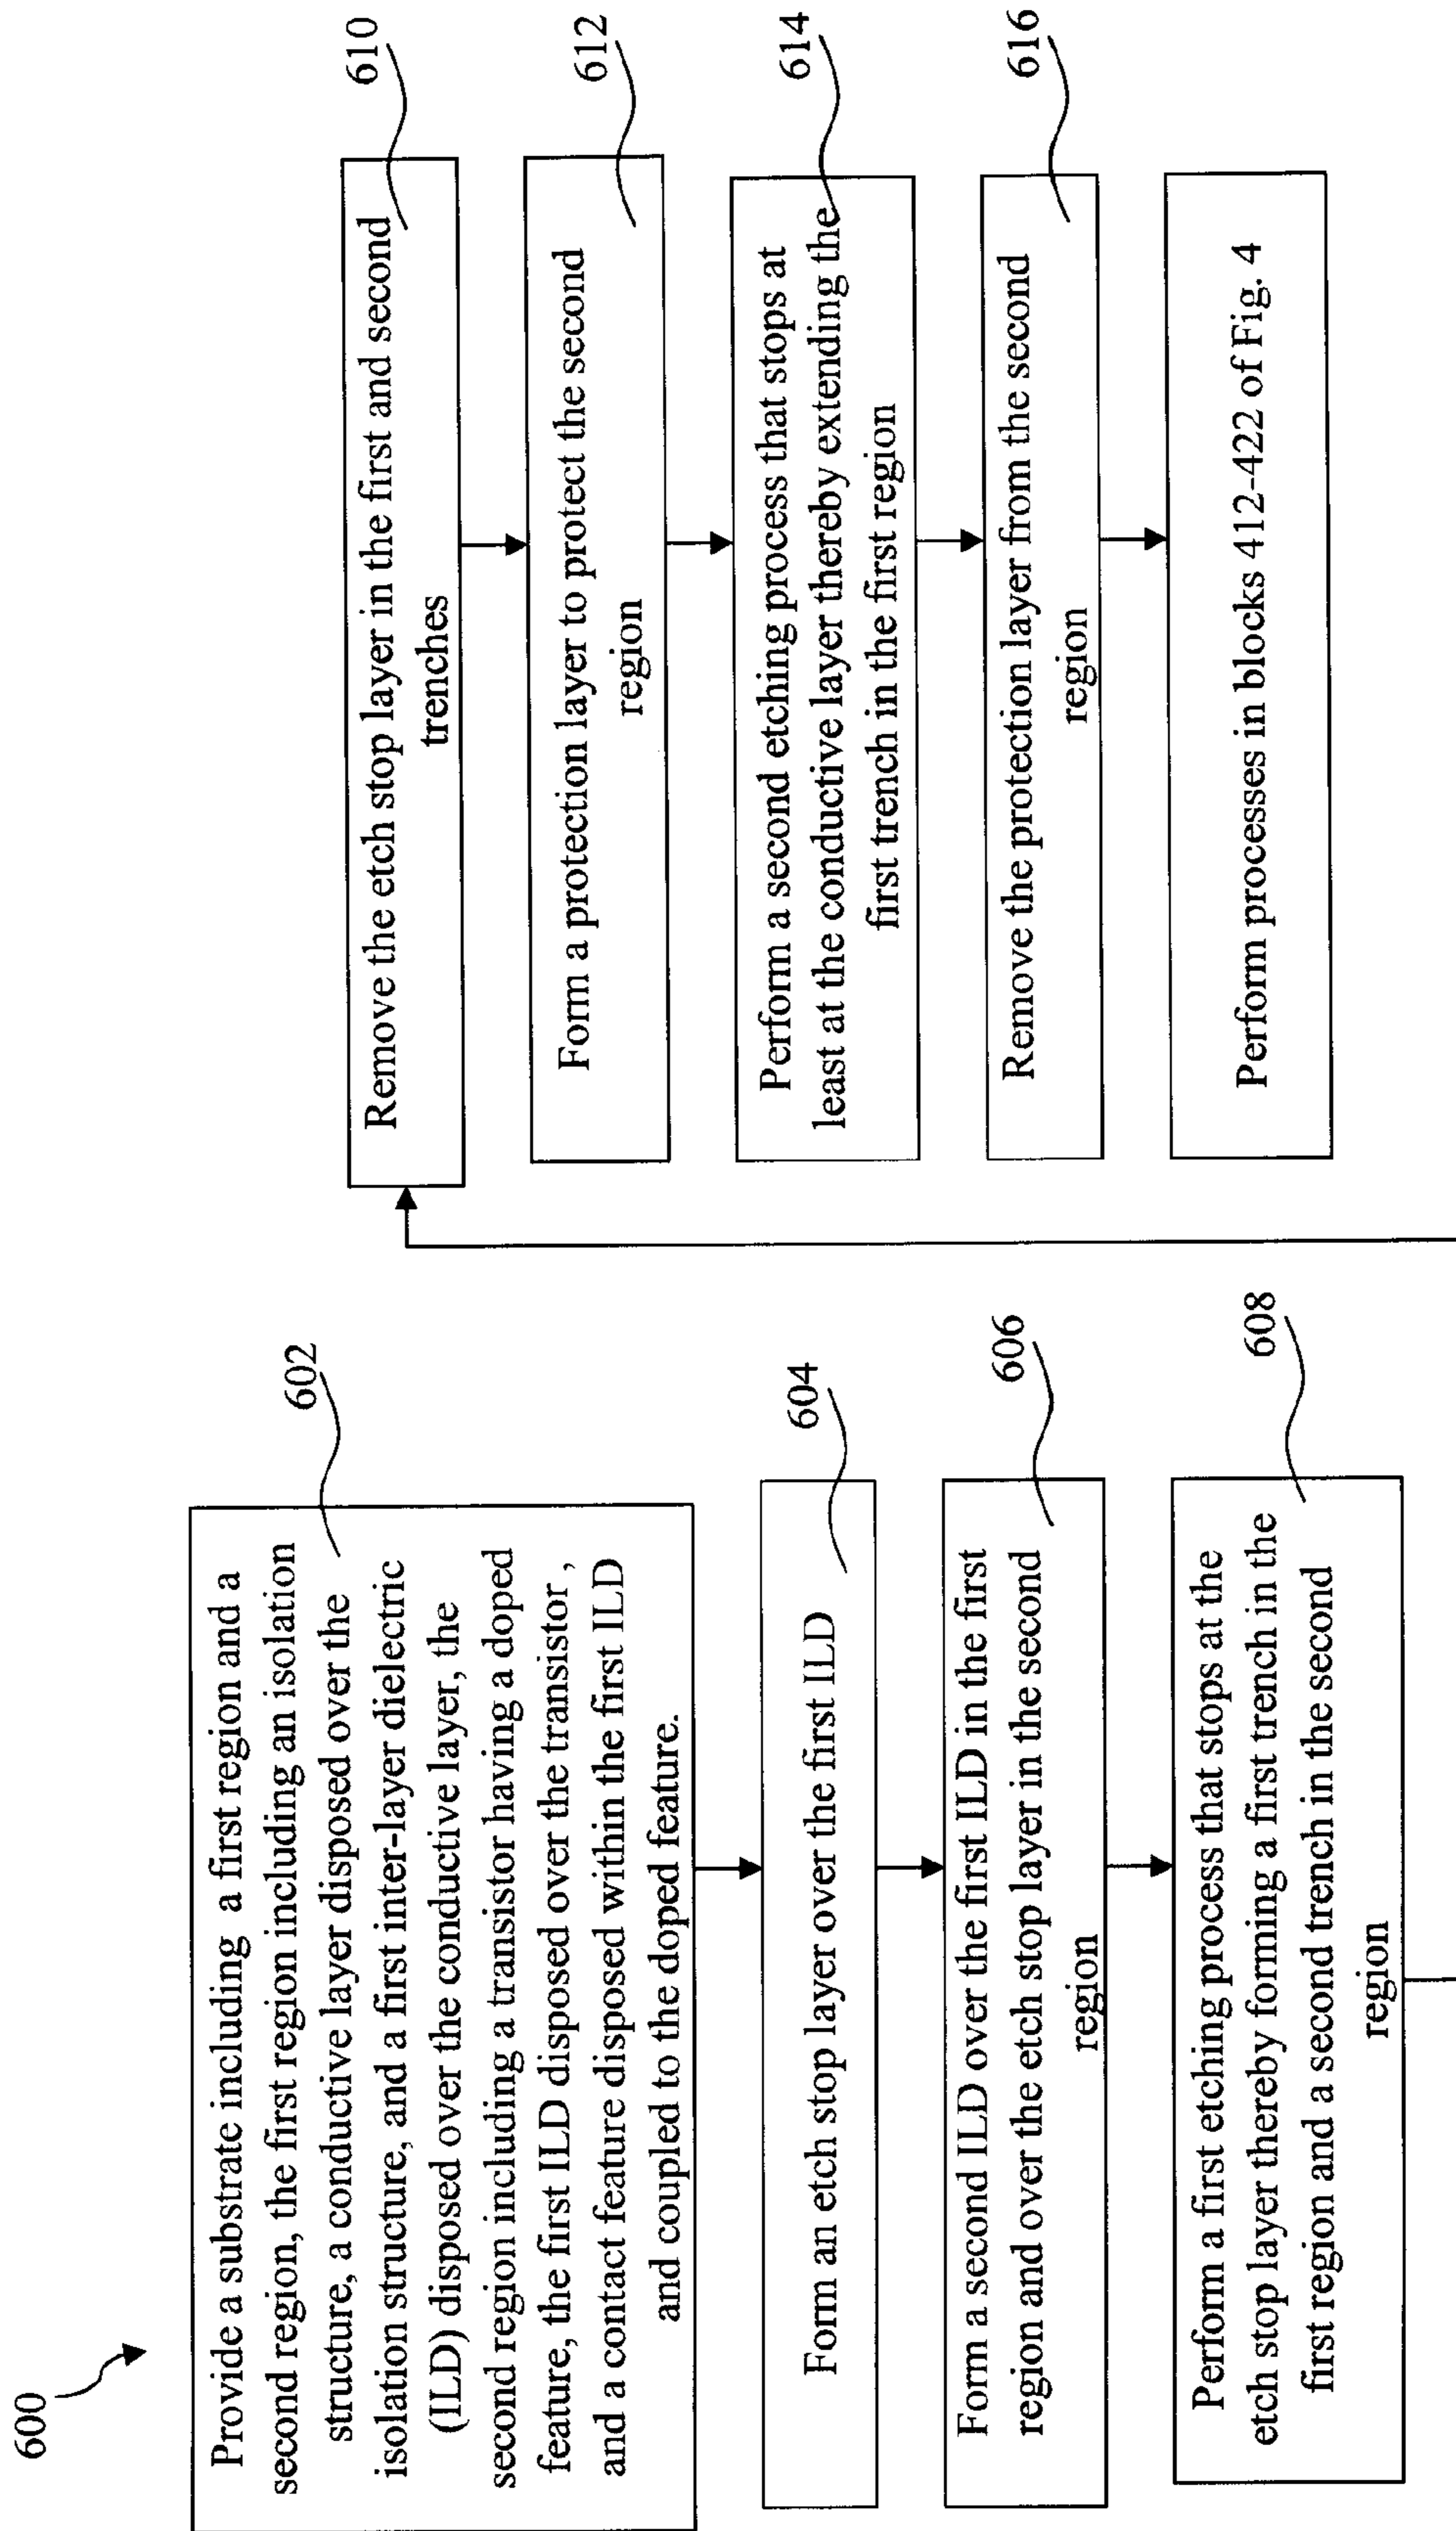 600
602
Provide a substrate including a first region and a
second region, the first region including an isolation
structure, a conductive layer disposed over the
isolation structure, and a first inter-layer dielectric
(ILD) disposed over the conductive layer, the
second region including a transistor having a doped
feature, the first ILD disposed over the transistor ,
and a contact feature disposed within the first ILD
and coupled to the doped feature.
604
Form an etch stop layer over the first ILD
606
Form a second ILD over the first ILD in the first
region and over the etch stop layer in the second
region
608
Perform a first etching process that stops at the
etch stop layer thereby forming a first trench in the
first region and a second trench in the second
region
610
Remove the etch stop layer in the first and second
trenches
612
Form a protection layer to protect the second
region
614
Perform a second etching process that stops at
least at the conductive layer thereby extending the
first trench in the first region
616
Remove the protection layer from the second
region
Perform processes in blocks 412-422 of Fig. 4